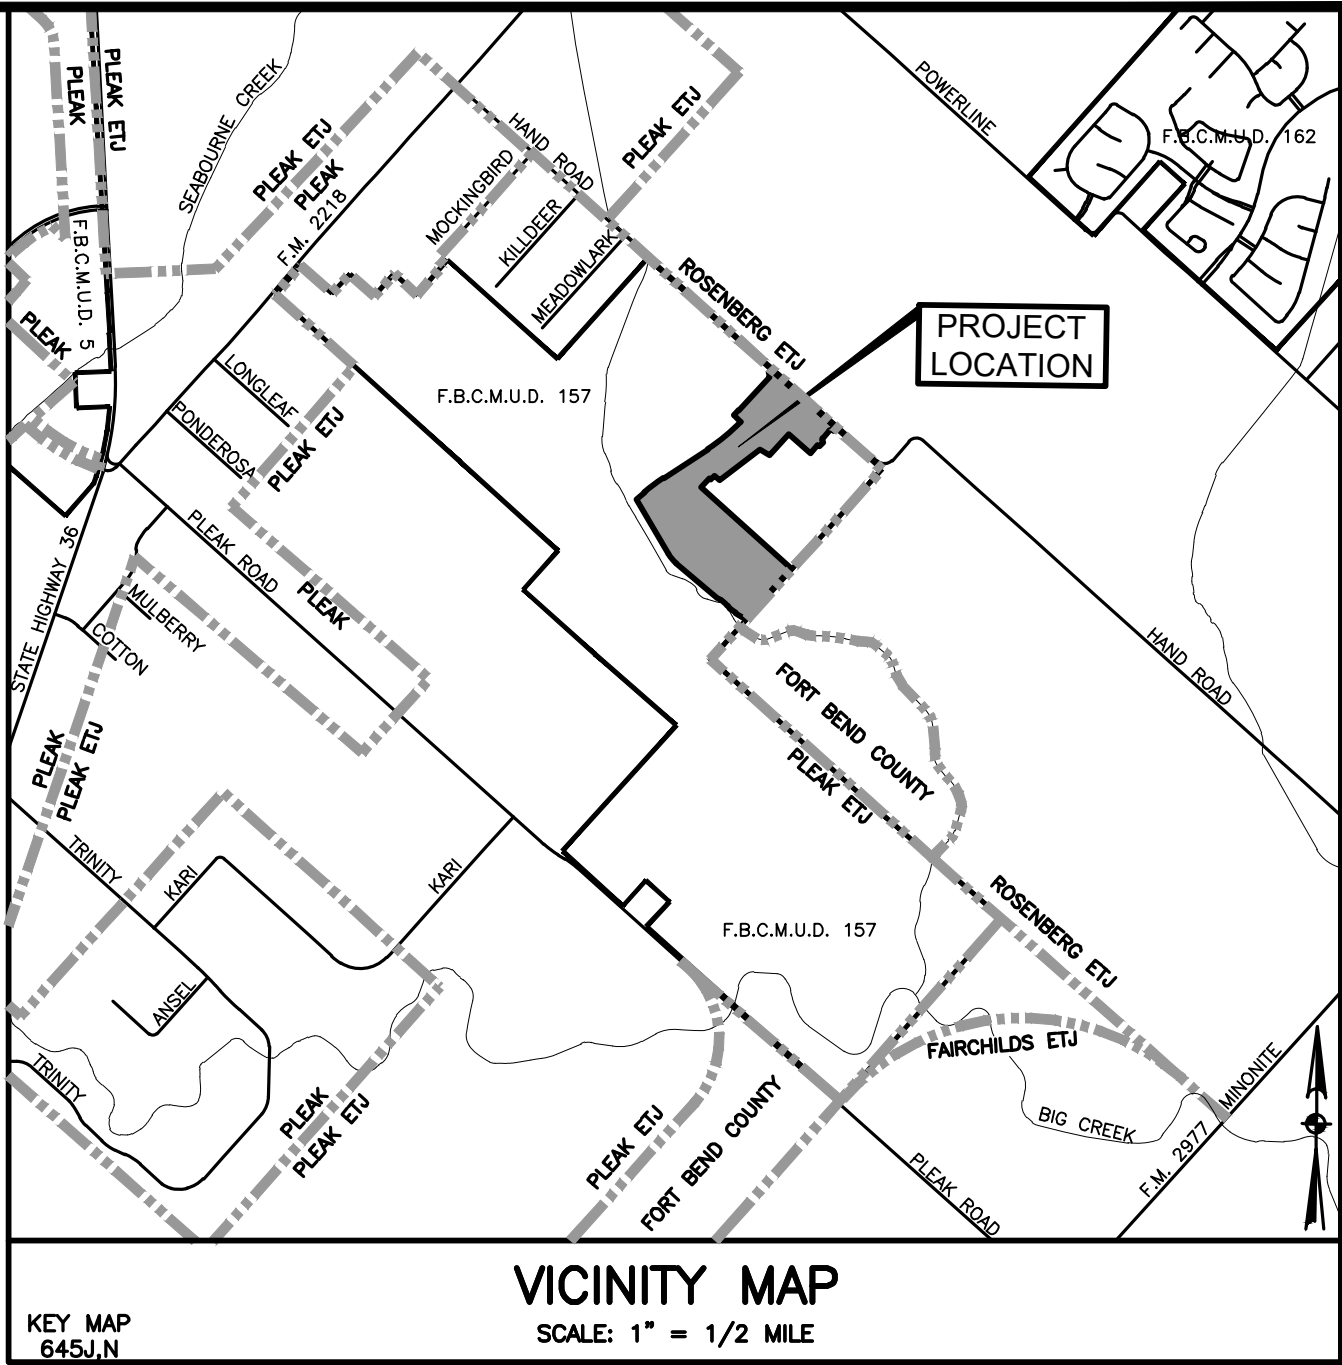 PLEAK
PLEAK ETJ
SEABOURNE CREEK
PLEAK ETJ
PLEAK
F.M. 2218
HAND ROAD
MOCKINGBIRD
KILLDEER
MEADOWLARK
PLEAK ETJ
POWERLINE
F.B.C.M.U.D. 162
F.B.C.M.U.D. 5
PLEAK
ROSENBERG ETJ
PROJECT
LOCATION
LONGLEAF
PONDEROSA
PLEAK ETJ
F.B.C.M.U.D. 157
STATE HIGHWAY 36
PLEAK ROAD
PLEAK
MULBERRY
COTTON
HAND ROAD
FORT BEND COUNTY
PLEAK ETJ
PLEAK
PLEAK ETJ
TRINITY
KARI
KARI
ANSEL
TRINITY
F.B.C.M.U.D. 157
ROSENBERG ETJ
FAIRCHILDS ETJ
MINONITE
BIG CREEK
F.M. 2977
PLEAK
PLEAK ETJ
PLEAK ETJ
FORT BEND COUNTY
PLEAK ROAD
VICINITY MAP
SCALE: 1" = 1/2 MILE
KEY MAP
645J,N